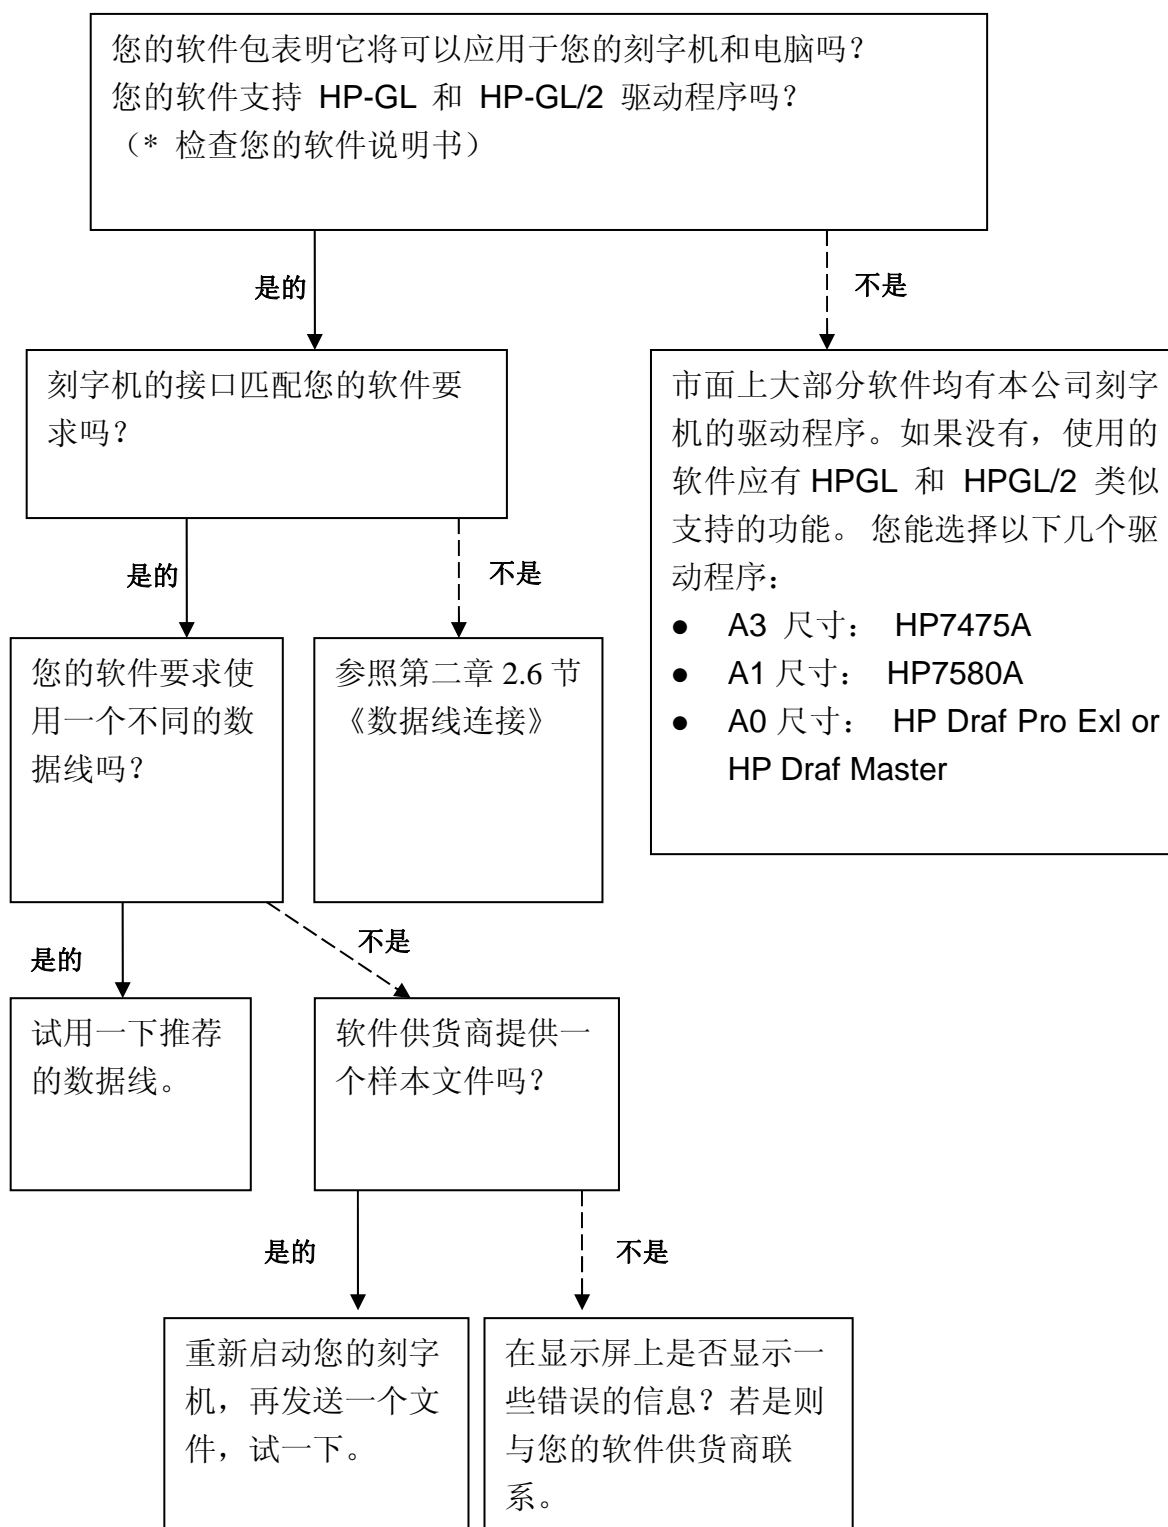 您的软件包表明它将可以应用于您的刻字机和电脑吗？
您的软件支持 HP-GL 和 HP-GL/2 驱动程序吗？
（* 检查您的软件说明书）
是的
不是
刻字机的接口匹配您的软件要
求吗？
市面上大部分软件均有本公司刻字
机的驱动程序。如果没有，使用的
软件应有 HPGL 和 HPGL/2 类似
支持的功能。 您能选择以下几个驱
动程序：
● A3 尺寸： HP7475A
● A1 尺寸： HP7580A
● A0 尺寸： HP Draf Pro Exl or
HP Draf Master
是的
不是
您的软件要求使
用一个不同的数
据线吗？
参照第二章 2.6 节
《数据线连接》
是的
不是
试用一下推荐
的数据线。
软件供货商提供一
个样本文件吗？
是的
不是
重新启动您的刻字
机，再发送一个文
件，试一下。
在显示屏上是否显示一
些错误的信息？若是则
与您的软件供货商联
系。